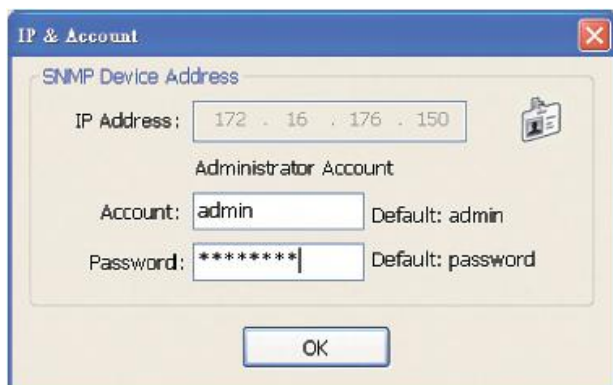 IP & Account
SNMP Device Address
IP Address: 172 . 16 . 176 . 150
Administrator Account
Account: admin Default: admin
Password: ******** Default: password
OK